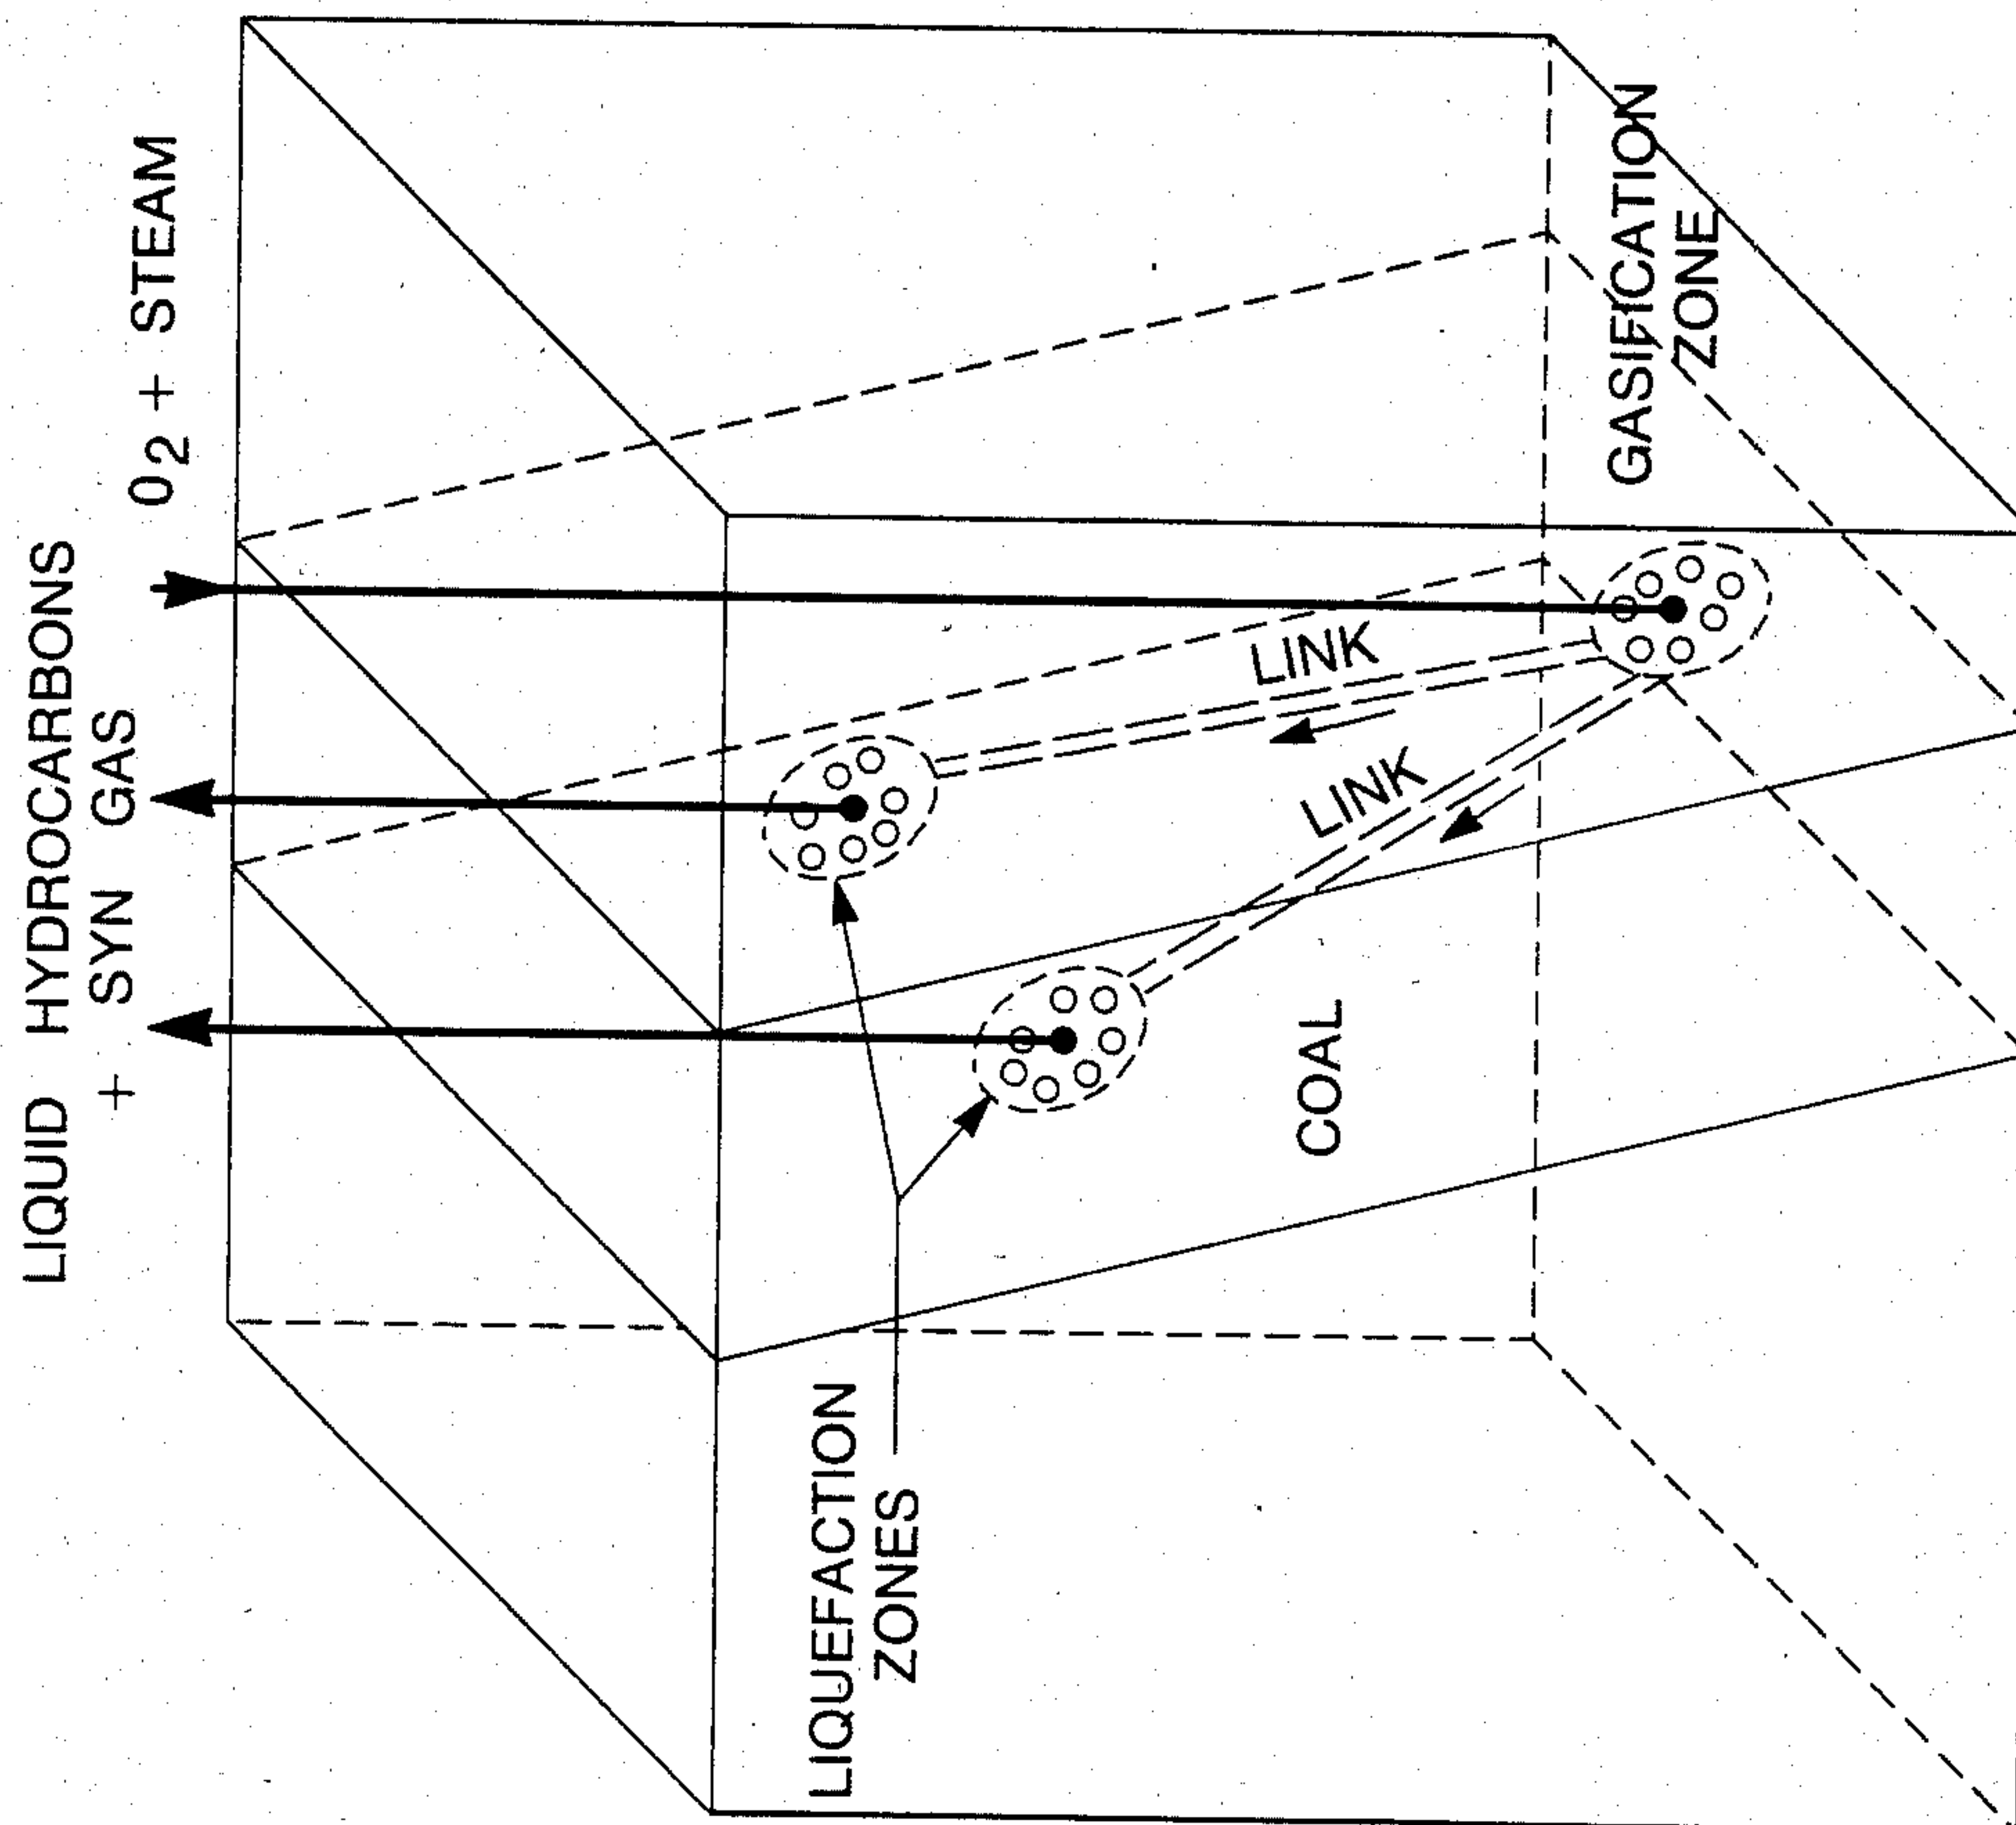 LIQUID HYDROCARBONS
+ SYN GAS
O2 + STEAM
LIQUEFACTION
ZONES
LINK
LINK
COAL
GASIFICATION
ZONE